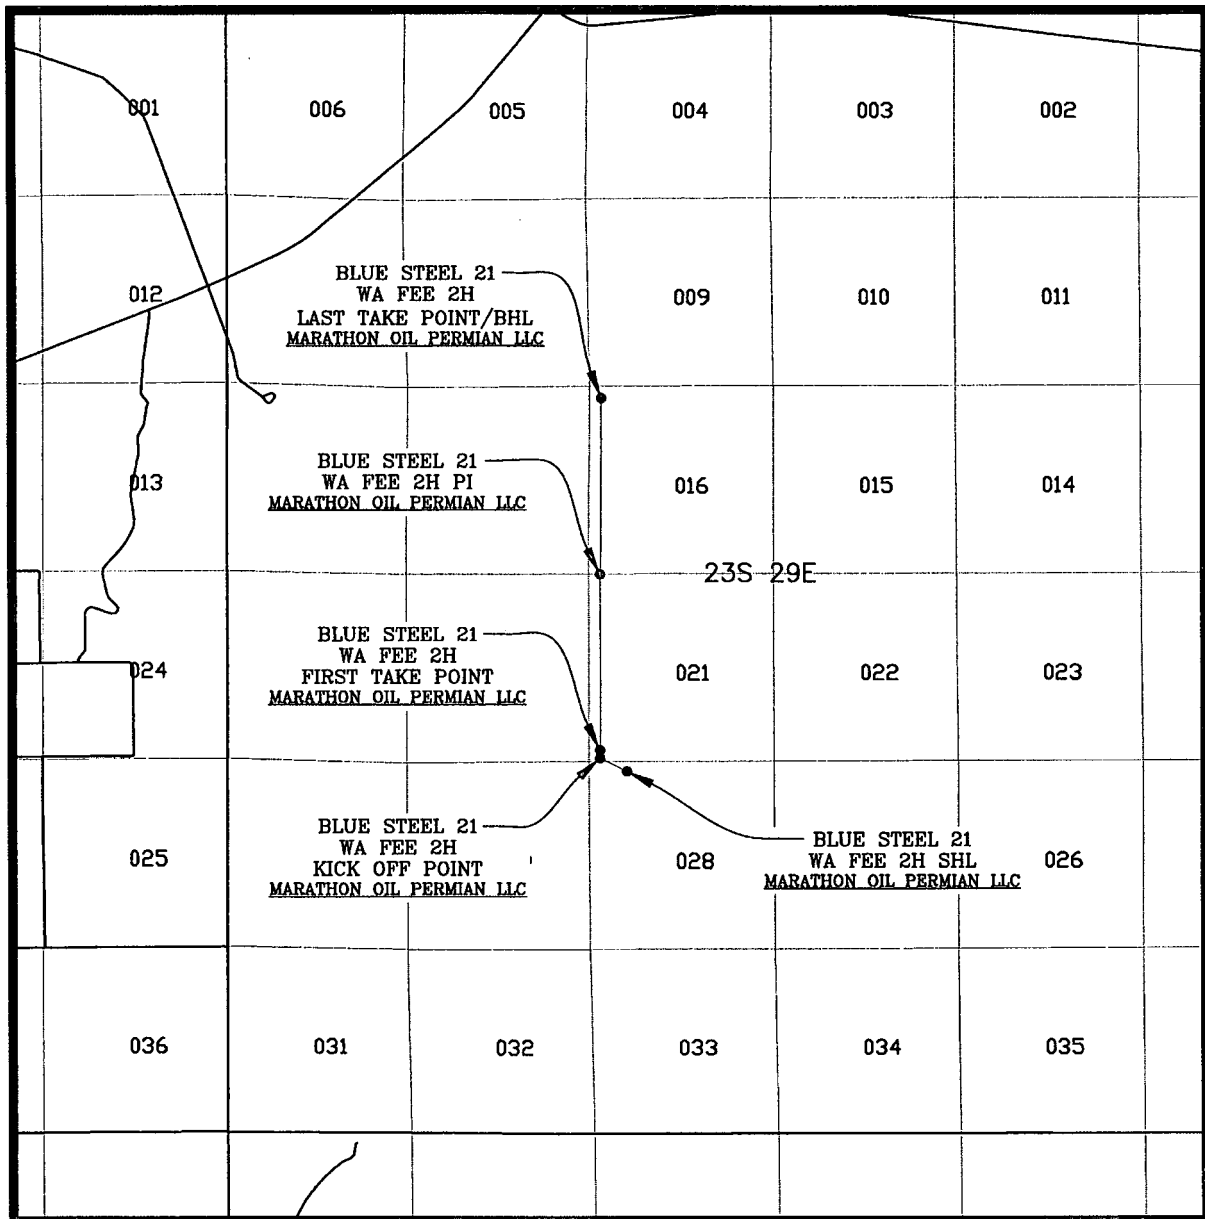 001 006 005 004 003 002
BLUE STEEL 21
WA FEE 2H
LAST TAKE POINT/BHL
MARATHON OIL PERMIAN LLC
012 009 010 011
BLUE STEEL 21
WA FEE 2H PI
MARATHON OIL PERMIAN LLC
013 016 015 014
23S 29E
BLUE STEEL 21
WA FEE 2H
FIRST TAKE POINT
MARATHON OIL PERMIAN LLC
024 021 022 023
BLUE STEEL 21
WA FEE 2H
KICK OFF POINT
MARATHON OIL PERMIAN LLC
BLUE STEEL 21
WA FEE 2H SHL
MARATHON OIL PERMIAN LLC
025 028 026
036 031 032 033 034 035